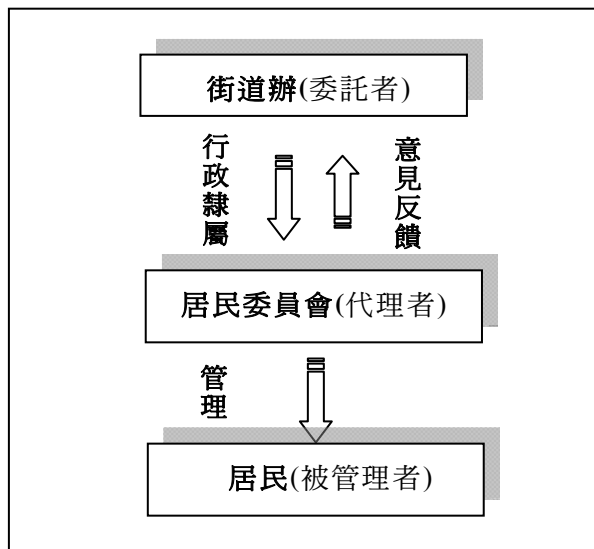 街道辦(委託者)
行政隸屬
意見反饋
居民委員會(代理者)
管理
居民(被管理者)